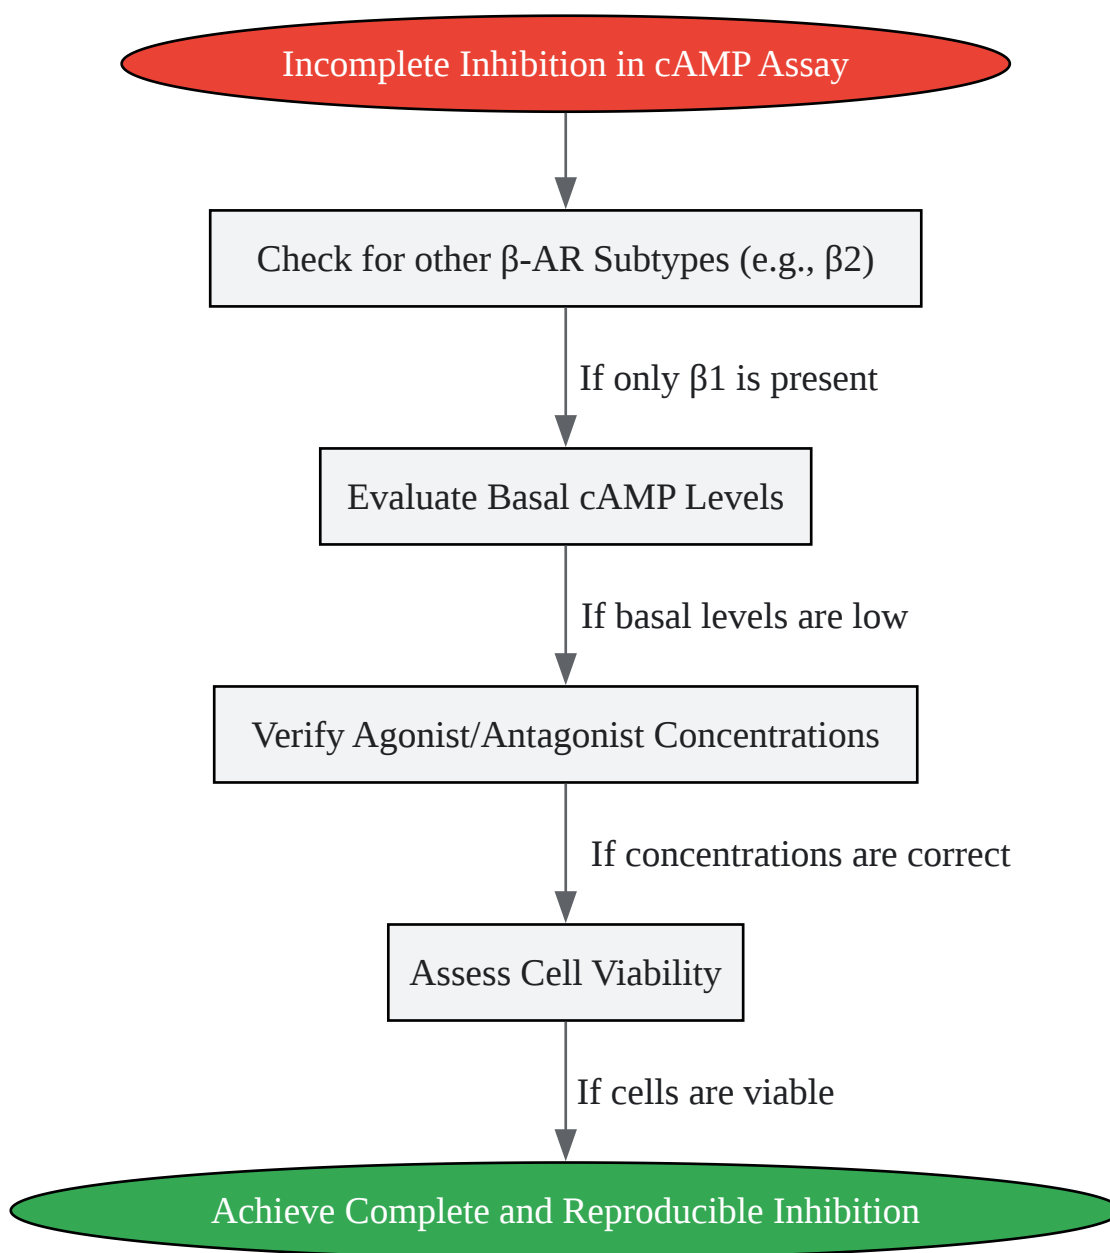 Incomplete Inhibition in cAMP Assay
Check for other β-AR Subtypes (e.g., β2)
If only β1 is present
Evaluate Basal cAMP Levels
If basal levels are low
Verify Agonist/Antagonist Concentrations
If concentrations are correct
Assess Cell Viability
If cells are viable
Achieve Complete and Reproducible Inhibition